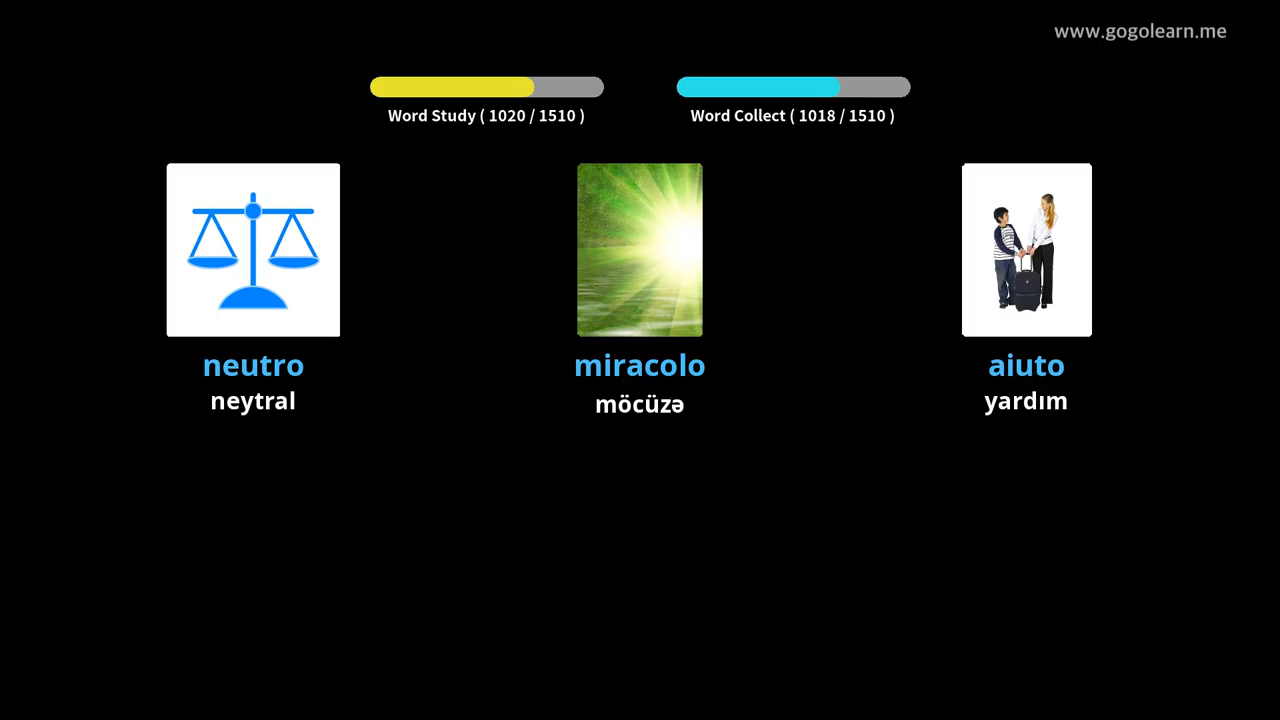 www.gogolearn.me
Word Study ( 1020 / 1510 )
Word Collect ( 1018 / 1510 )
neutro
neytral
miracolo
möcüzə
aiuto
yardım